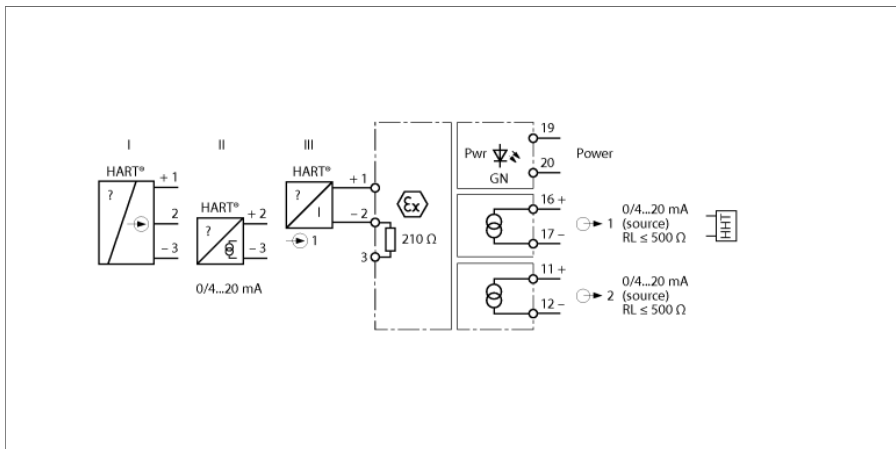 I
II
III
HART®
?
+ 1
2
– 3
HART®
?
+ 2
– 3
0/4...20 mA
HART®
?
I
+ 1
– 2
3
1
210 Ω
Ex
Pwr
GN
19
20
Power
16 +
17 –
1
0/4...20 mA
(source)
RL ≤ 500 Ω
HHT
11 +
12 –
2
0/4...20 mA
(source)
RL ≤ 500 Ω